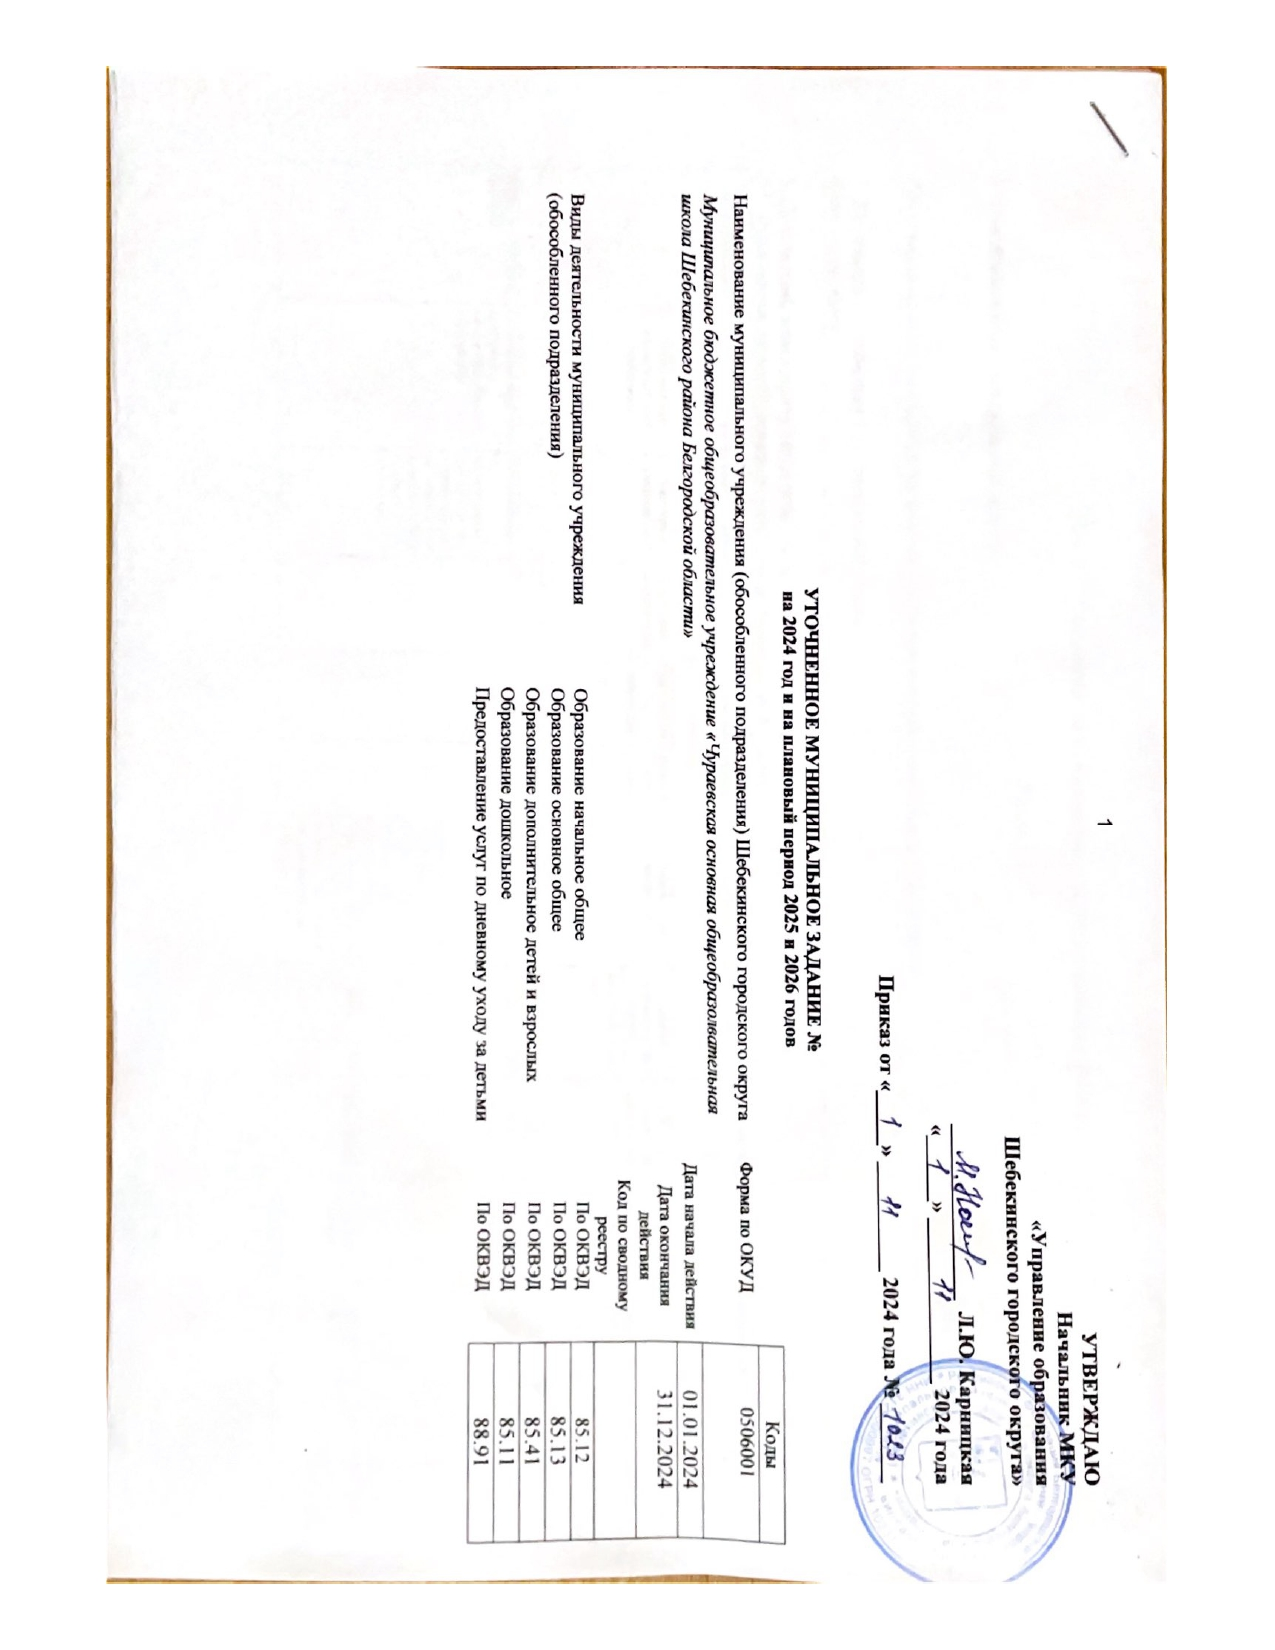 1
УТВЕРЖДАЮ
Начальник МКУ
«Управление образования
Шебекинского городского округа»
Л.Ю. Карницкая
« 1 » 11 2024 года
Приказ от « 1 » 11 2024 года № 1023
УТОЧНЕННОЕ МУНИЦИПАЛЬНОЕ ЗАДАНИЕ №
на 2024 год и на плановый период 2025 и 2026 годов
Коды
Наименование муниципального учреждения (обособленного подразделения) Шебекинского городского округа Форма по ОКУД 0506001
Муниципальное бюджетное общеобразовательное учреждение «Чураевская основная общеобразолвательная
школа Шебекинского района Белгородской области»
Дата начала действия 01.01.2024
Дата окончания 31.12.2024
действия
Код по сводному
реестру
Виды деятельности муниципального учреждения Образование начальное общее По ОКВЭД 85.12
(обособленного подразделения) Образование основное общее По ОКВЭД 85.13
Образование дополнительное детей и взрослых По ОКВЭД 85.41
Образование дошкольное По ОКВЭД 85.11
Предоставление услуг по дневному уходу за детьми По ОКВЭД 88.91